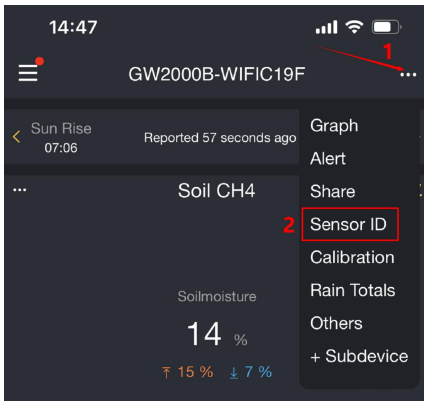 14:47
1
GW2000B-WIFIC19F
...
Sun Rise
07:06
Reported 57 seconds ago
...
Soil CH4
Soilmoisture
14 %
15 % 7 %
Graph
Alert
Share
2 Sensor ID
Calibration
Rain Totals
Others
+ Subdevice